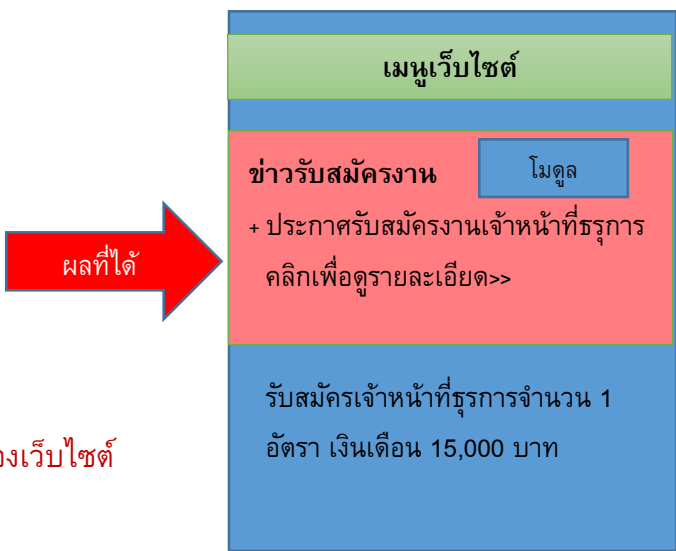 เมนูเว็บไซต์
ข่าวรับสมัครงาน
โมดูล
+ ประกาศรับสมัครงานเจ้าหน้าที่ธรุการ
คลิกเพื่อดูรายละเอียด>>
ผลที่ได้
รับสมัครเจ้าหน้าที่ธุรการจำนวน 1
อัตรา เงินเดือน 15,000 บาท
องเว็บไซต์